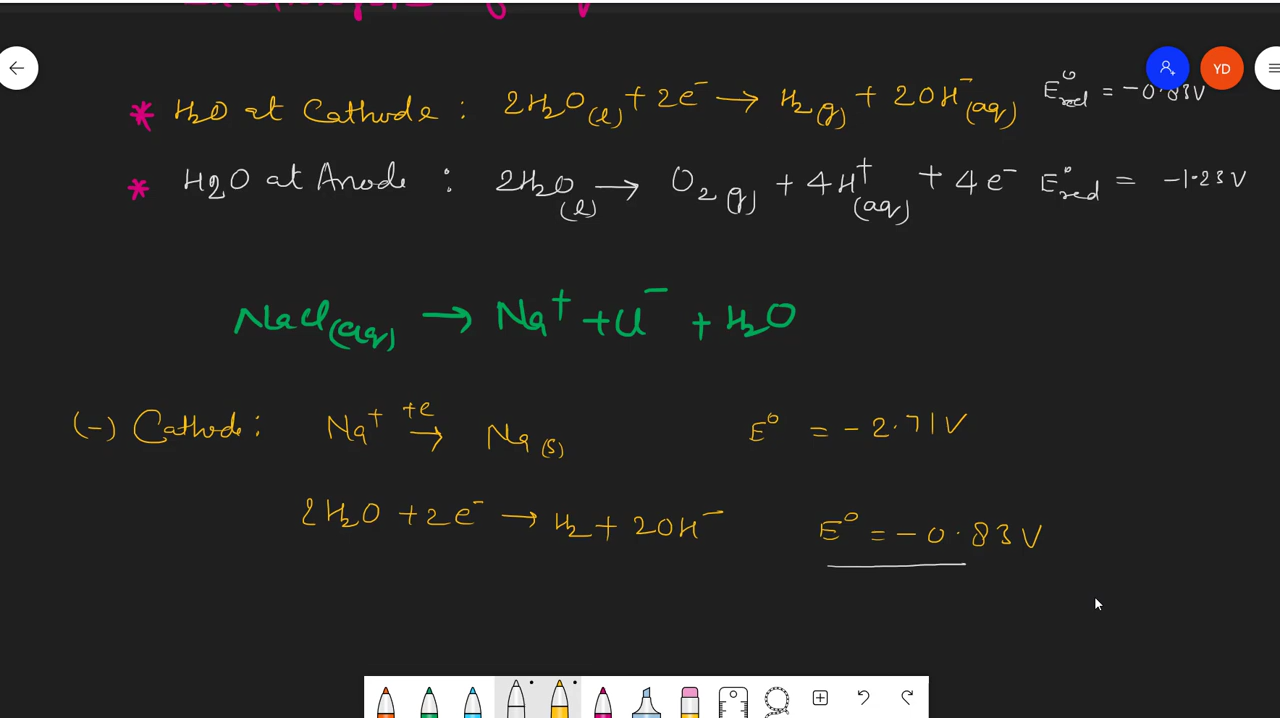 * H2O at Cathode : 2H2O(l) + 2e⁻ → H2(g) + 2OH⁻(aq) E°red = -0.83V
YD
* H2O at Anode : 2H2O(l) → O2(g) + 4H⁺(aq) + 4e⁻ E°red = -1.23V
NaCl(aq) → Na⁺ + Cl⁻ + H2O
(-) Cathode : Na⁺ +e → Na(s) E° = -2.71V
2H2O + 2e⁻ → H2 + 2OH⁻ E° = -0.83V